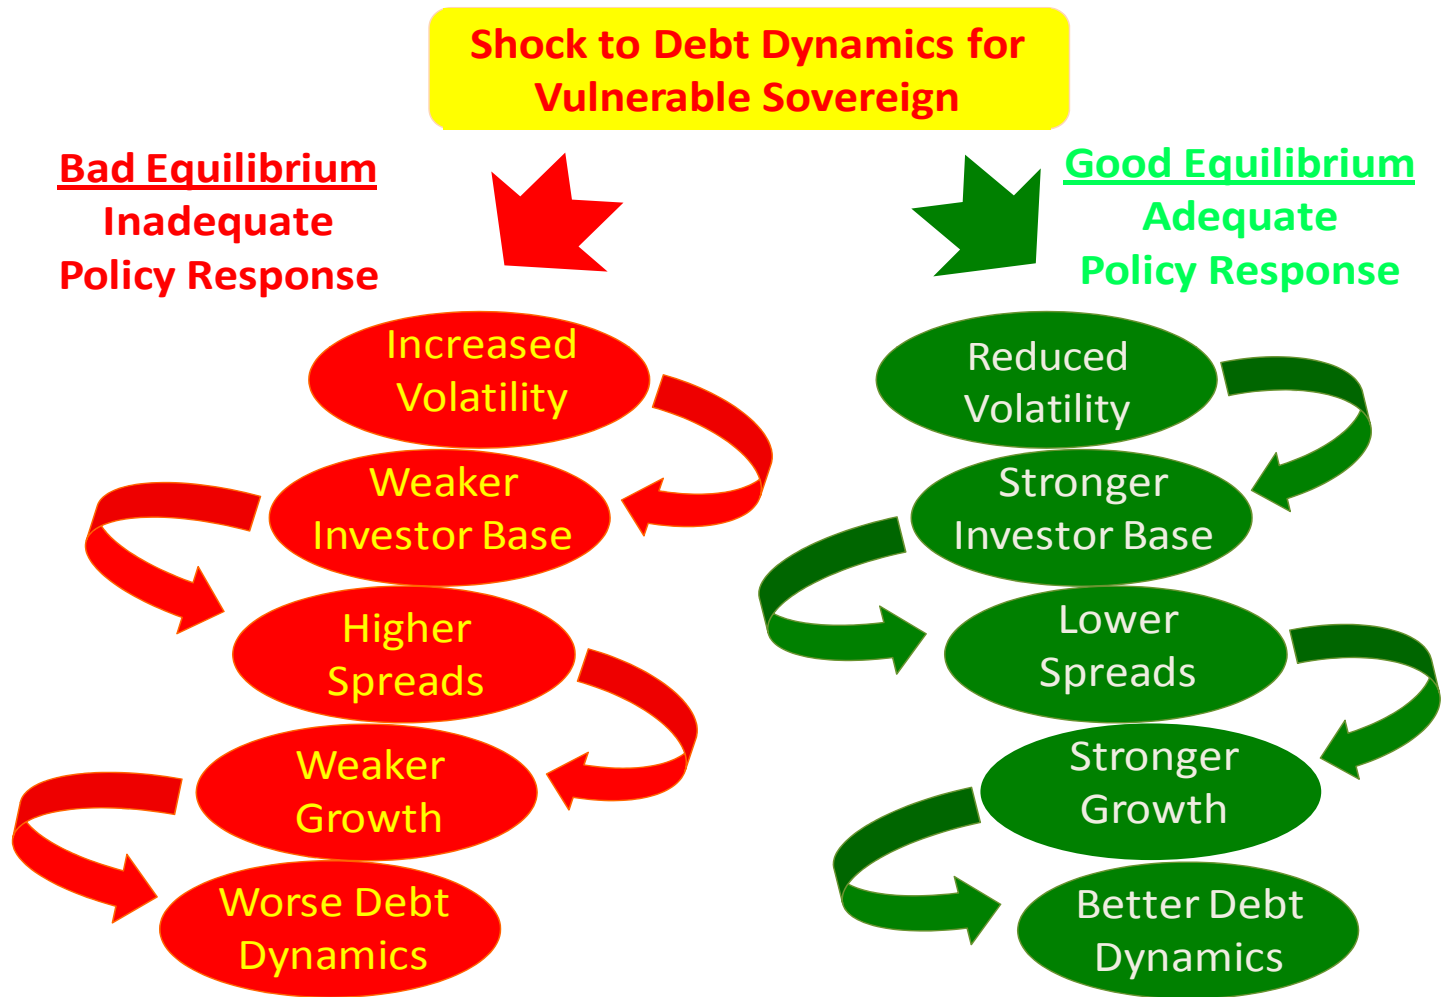 Shock to Debt Dynamics for
Vulnerable Sovereign
Bad Equilibrium
Inadequate
Policy Response
Good Equilibrium
Adequate
Policy Response
Increased
Volatility
Weaker
Investor Base
Higher
Spreads
Weaker
Growth
Worse Debt
Dynamics
Reduced
Volatility
Stronger
Investor Base
Lower
Spreads
Stronger
Growth
Better Debt
Dynamics